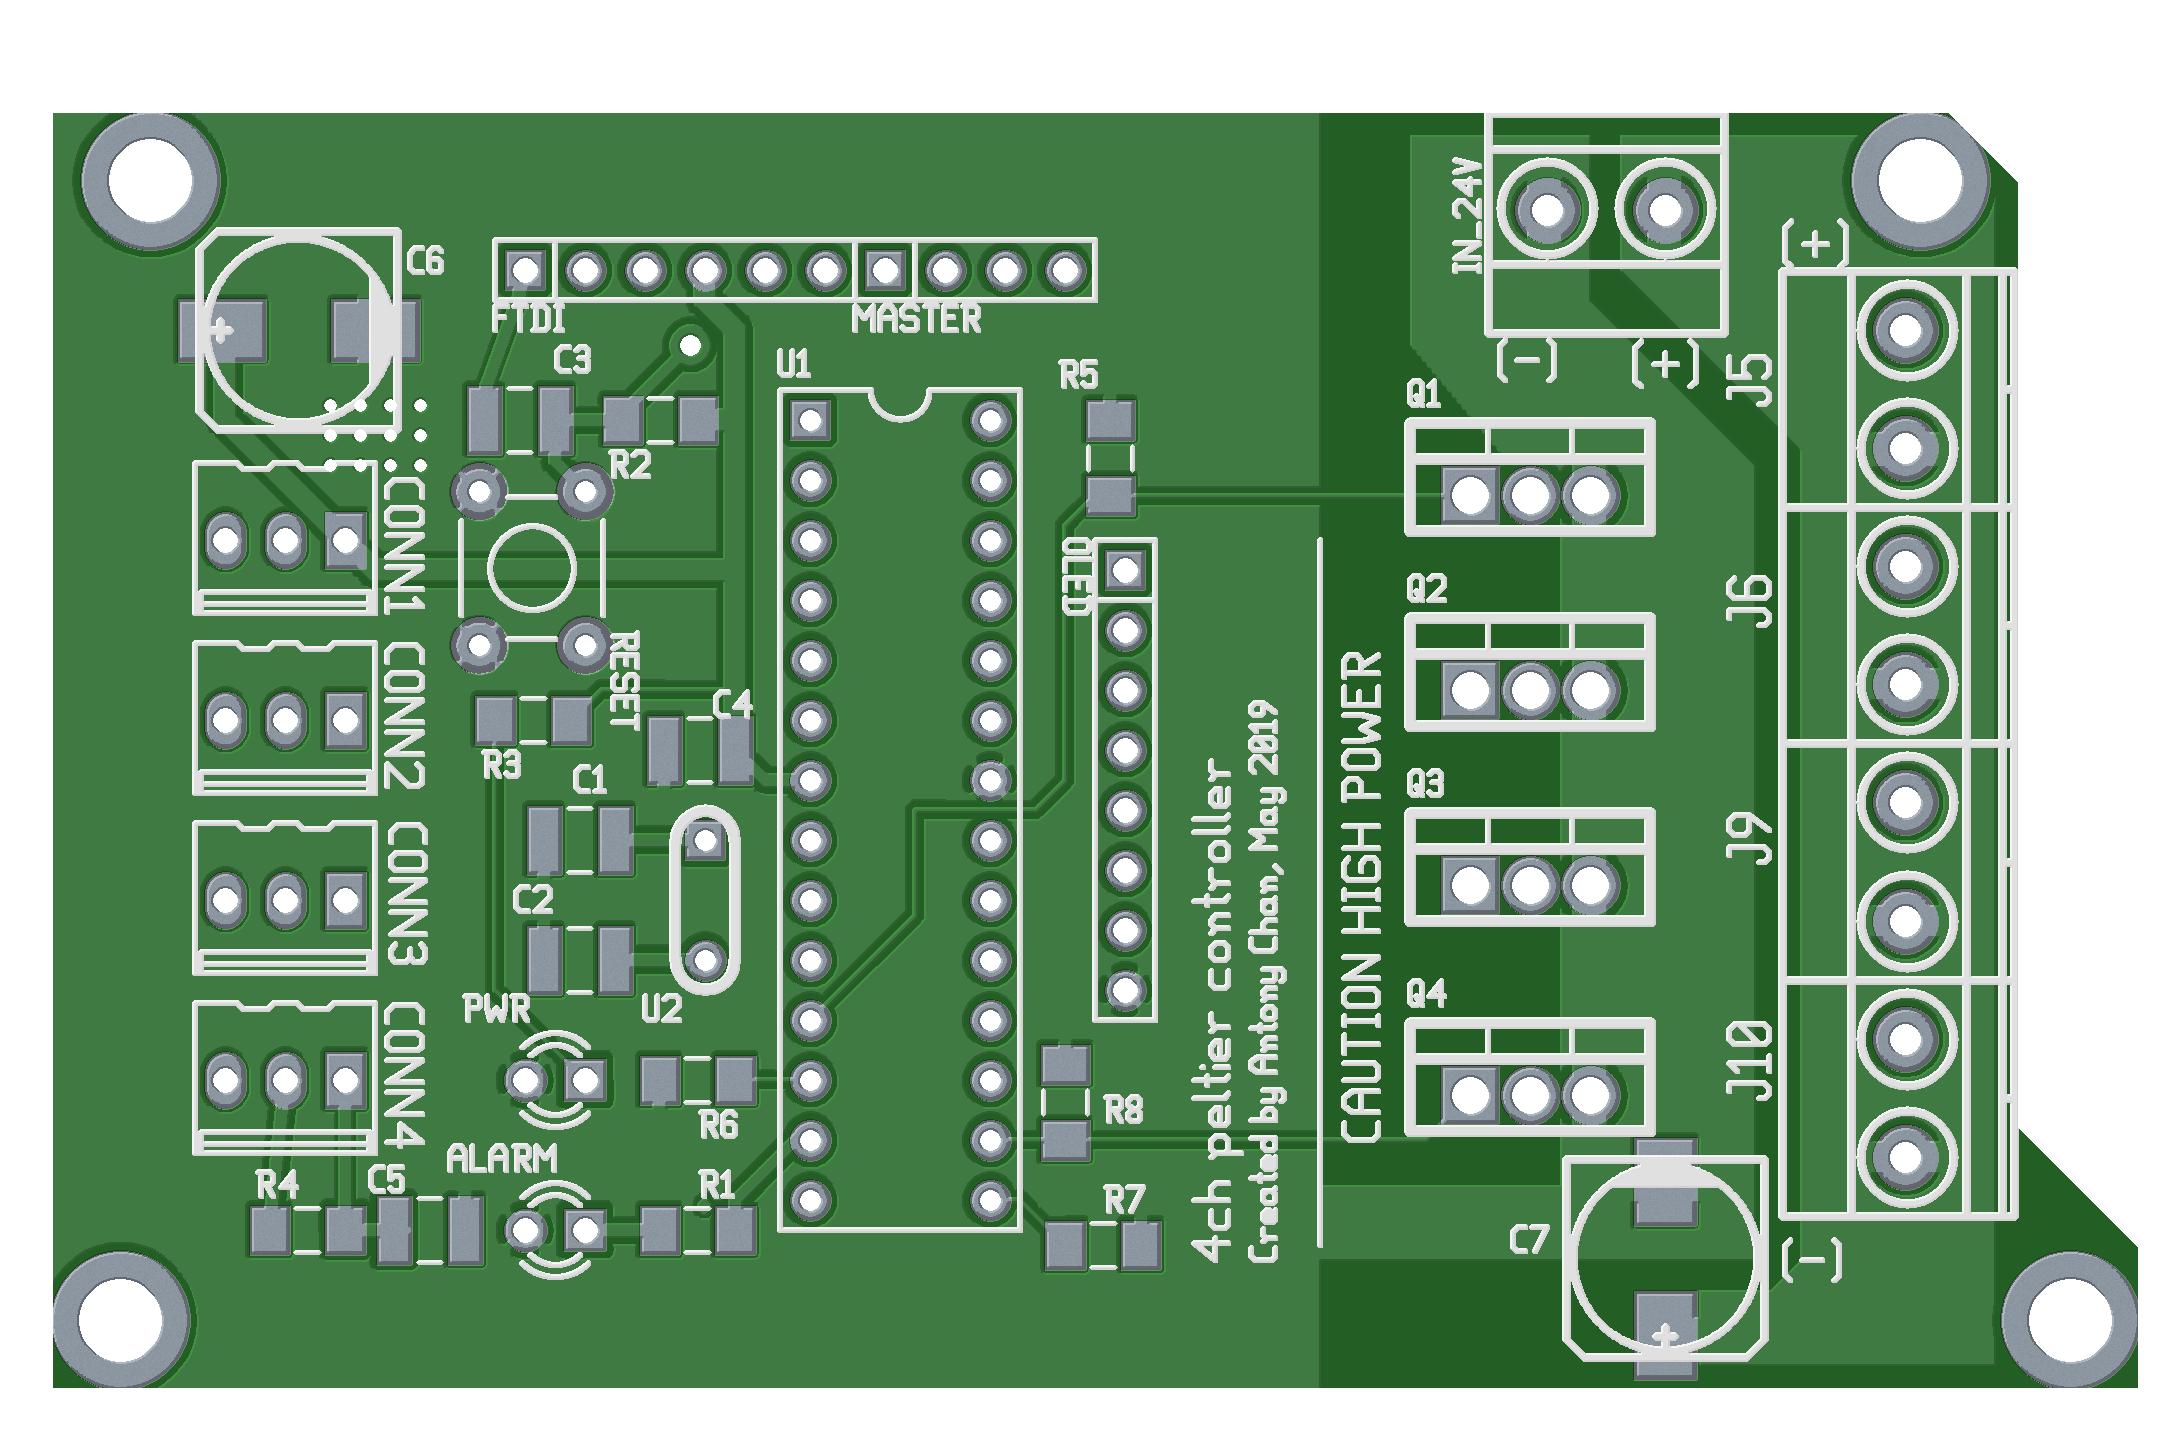 IN_24V
(+)
C6
FTDI
MASTER
(-)
(+)
C3
U1
R5
J5
Q1
R2
CONN1
OLED
Q2
J6
RESET
CONN2
C4
R3
C1
Q3
J9
CONN3
C2
PWR
U2
Q4
J10
CONN4
R6
R8
ALARM
R4
C5
R1
R7
4ch peltier controller
Created by Antony Chan, May 2019
CAUTION HIGH POWER
C7
(-)